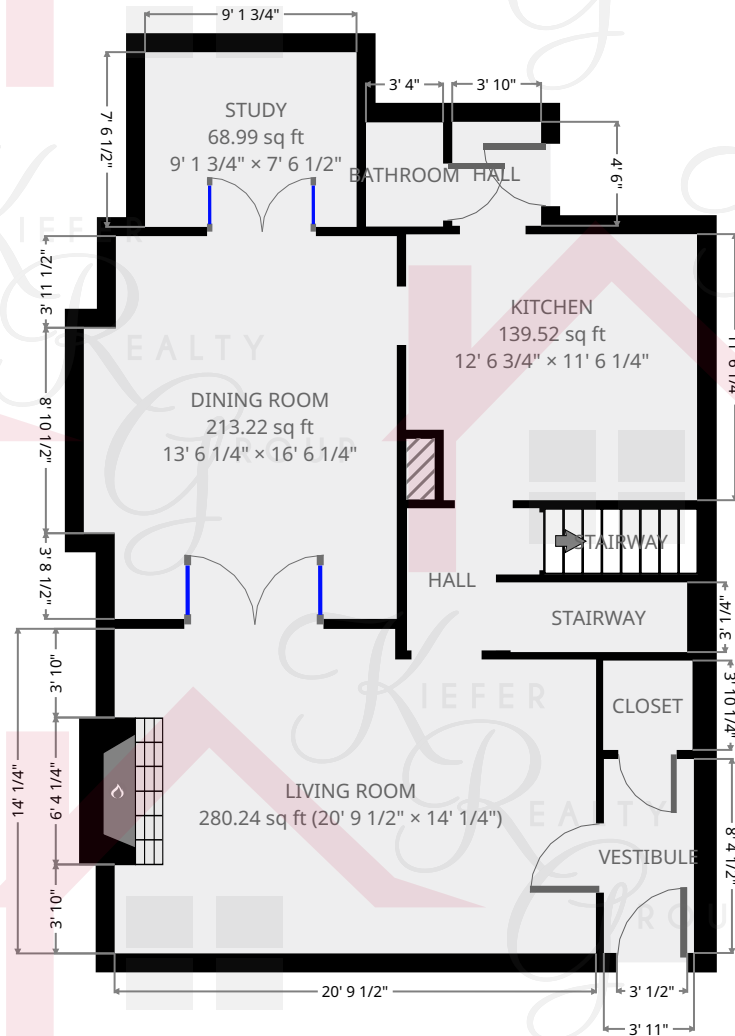 9' 1 3/4"
3' 4"
3' 10"
7' 6 1/2"
STUDY
68.99 sq ft
9' 1 3/4" × 7' 6 1/2"
BATHROOM
HALL
4' 6"
3' 11 1/2"
KITCHEN
139.52 sq ft
12' 6 3/4" × 11' 6 1/4"
8' 10 1/2"
DINING ROOM
213.22 sq ft
13' 6 1/4" × 16' 6 1/4"
3' 8 1/2"
STAIRWAY
HALL
STAIRWAY
3' 1/4"
CLOSET
3' 10 1/4"
3' 10"
14' 1/4"
6' 4 1/4"
LIVING ROOM
280.24 sq ft (20' 9 1/2" × 14' 1/4")
VESTIBULE
8' 4 1/2"
3' 10"
20' 9 1/2"
3' 1/2"
3' 11"
KIEFER
REALTY
GROUP
KIEFER
REALTY
GROUP